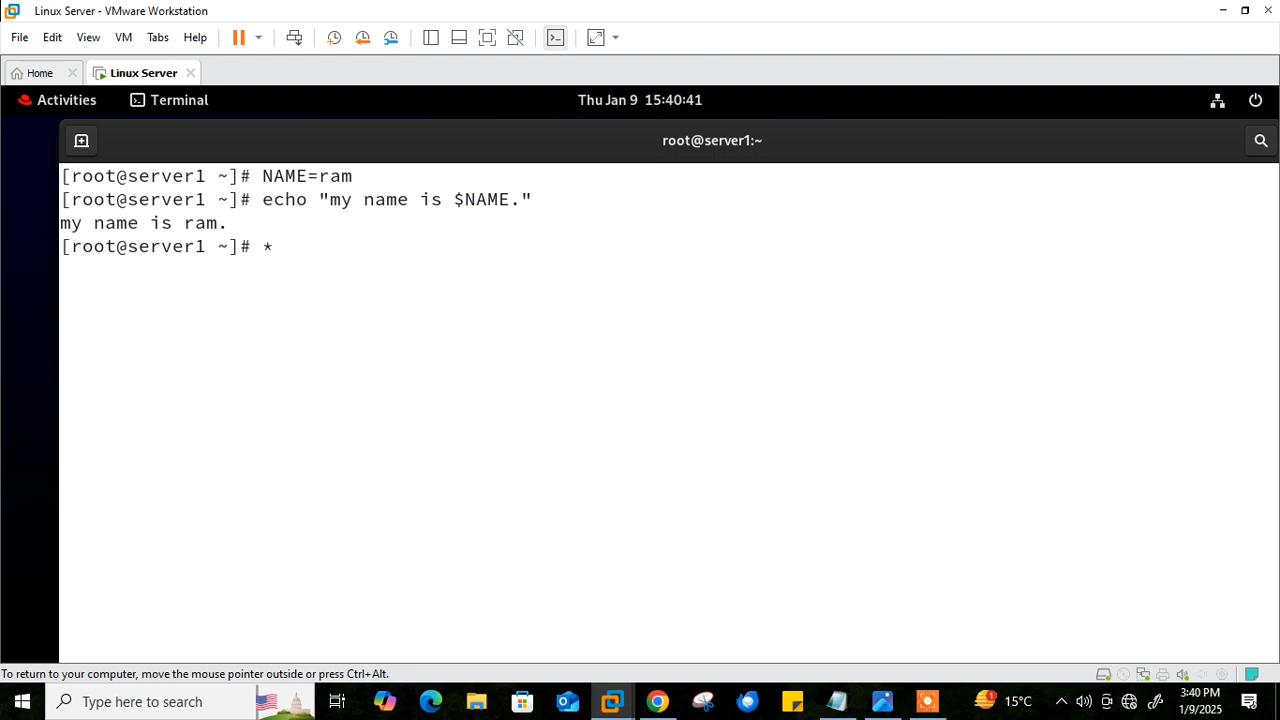 Linux Server - VMware Workstation
File Edit View VM Tabs Help
Home Linux Server
Activities Terminal Thu Jan 9 15:40:41
root@server1:~
[root@server1 ~]# NAME=ram
[root@server1 ~]# echo "my name is $NAME."
my name is ram.
[root@server1 ~]# *
To return to your computer, move the mouse pointer outside or press Ctrl+Alt.
Type here to search
1
15°C
3:40 PM
1/9/2025